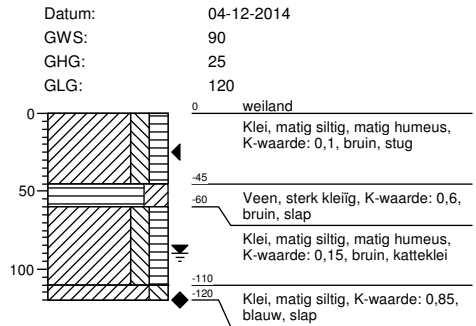 Datum: 04-12-2014
GWS: 90
GHG: 25
GLG: 120
0 0 weiland
Klei, matig siltig, matig humeus,
K-waarde: 0,1, bruin, stug
-45
50 -60 Veen, sterk kleiïg, K-waarde: 0,6,
bruin, slap
Klei, matig siltig, matig humeus,
K-waarde: 0,15, bruin, katteklei
100
-110
-120 Klei, matig siltig, K-waarde: 0,85,
blauw, slap